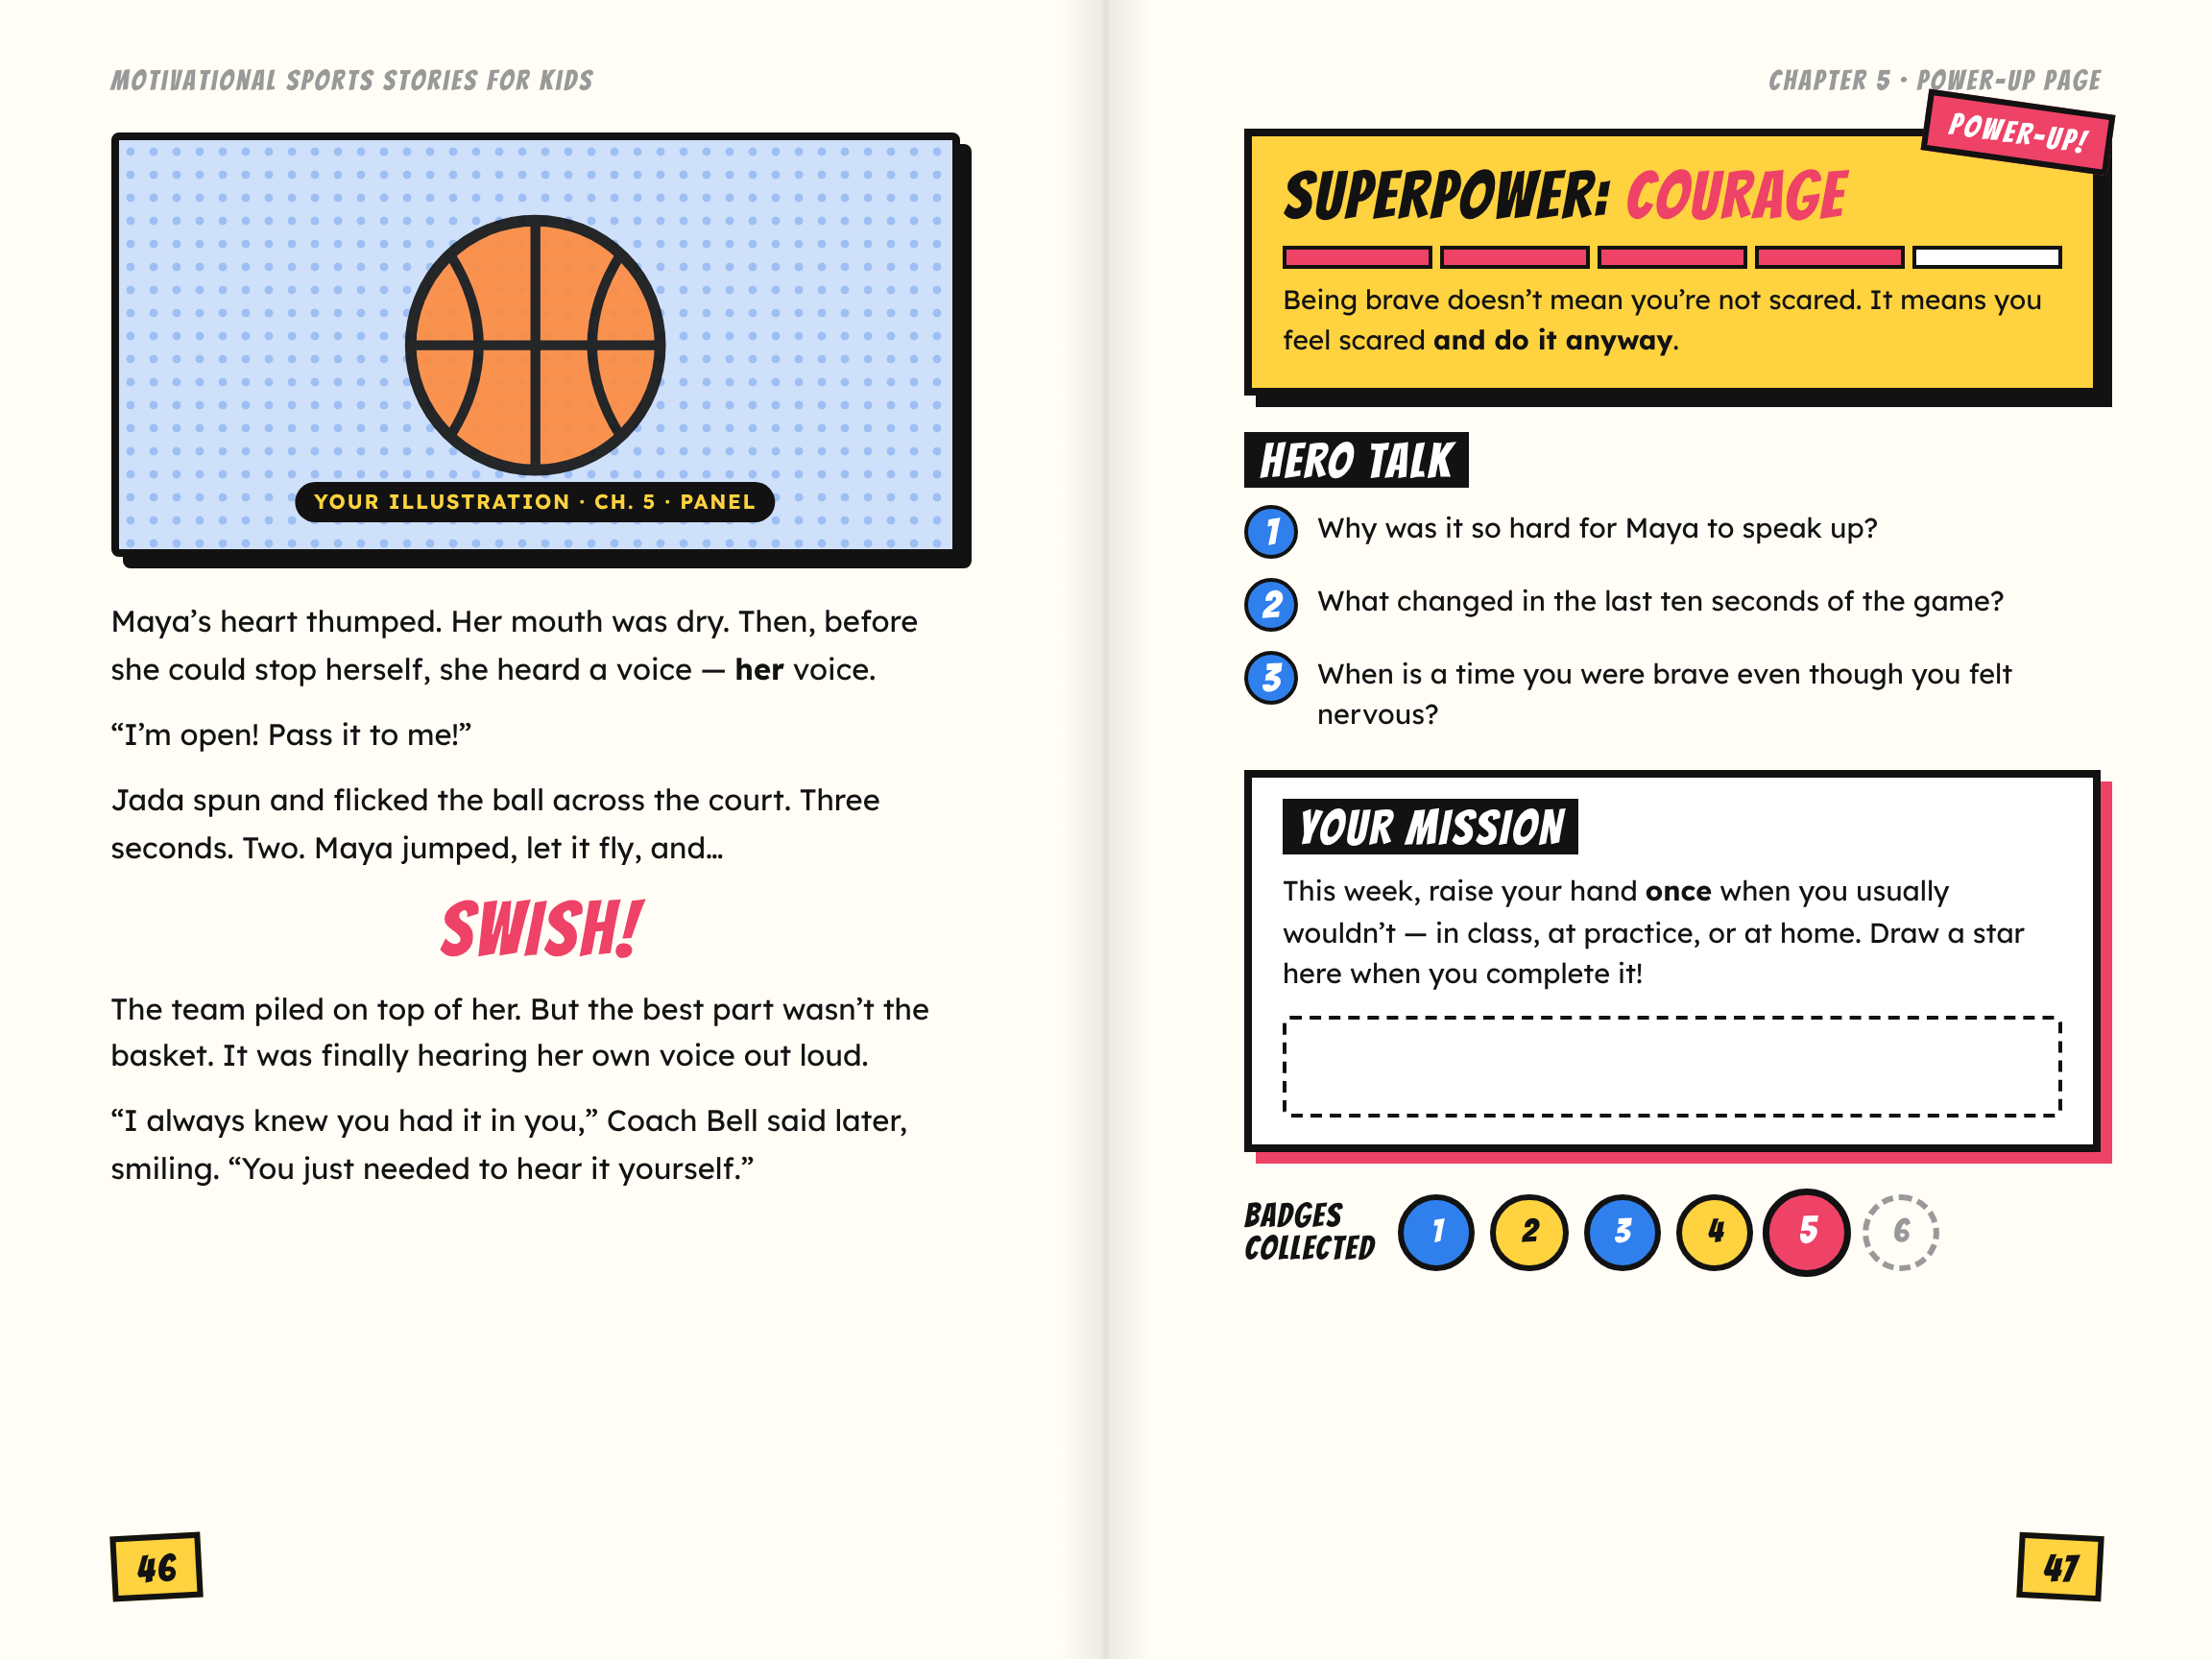 MOTIVATIONAL SPORTS STORIES FOR KIDS
YOUR ILLUSTRATION · CH. 5 · PANEL
Maya’s heart thumped. Her mouth was dry. Then, before
she could stop herself, she heard a voice — her voice.
“I’m open! Pass it to me!”
Jada spun and flicked the ball across the court. Three
seconds. Two. Maya jumped, let it fly, and…
SWISH!
The team piled on top of her. But the best part wasn’t the
basket. It was finally hearing her own voice out loud.
“I always knew you had it in you,” Coach Bell said later,
smiling. “You just needed to hear it yourself.”
46
CHAPTER 5 · POWER-UP PAGE
POWER-UP!
SUPERPOWER: COURAGE
Being brave doesn’t mean you’re not scared. It means you
feel scared and do it anyway.
HERO TALK
1 Why was it so hard for Maya to speak up?
2 What changed in the last ten seconds of the game?
3 When is a time you were brave even though you felt
nervous?
YOUR MISSION
This week, raise your hand once when you usually
wouldn’t — in class, at practice, or at home. Draw a star
here when you complete it!
BADGES
COLLECTED
1 2 3 4 5 6
47